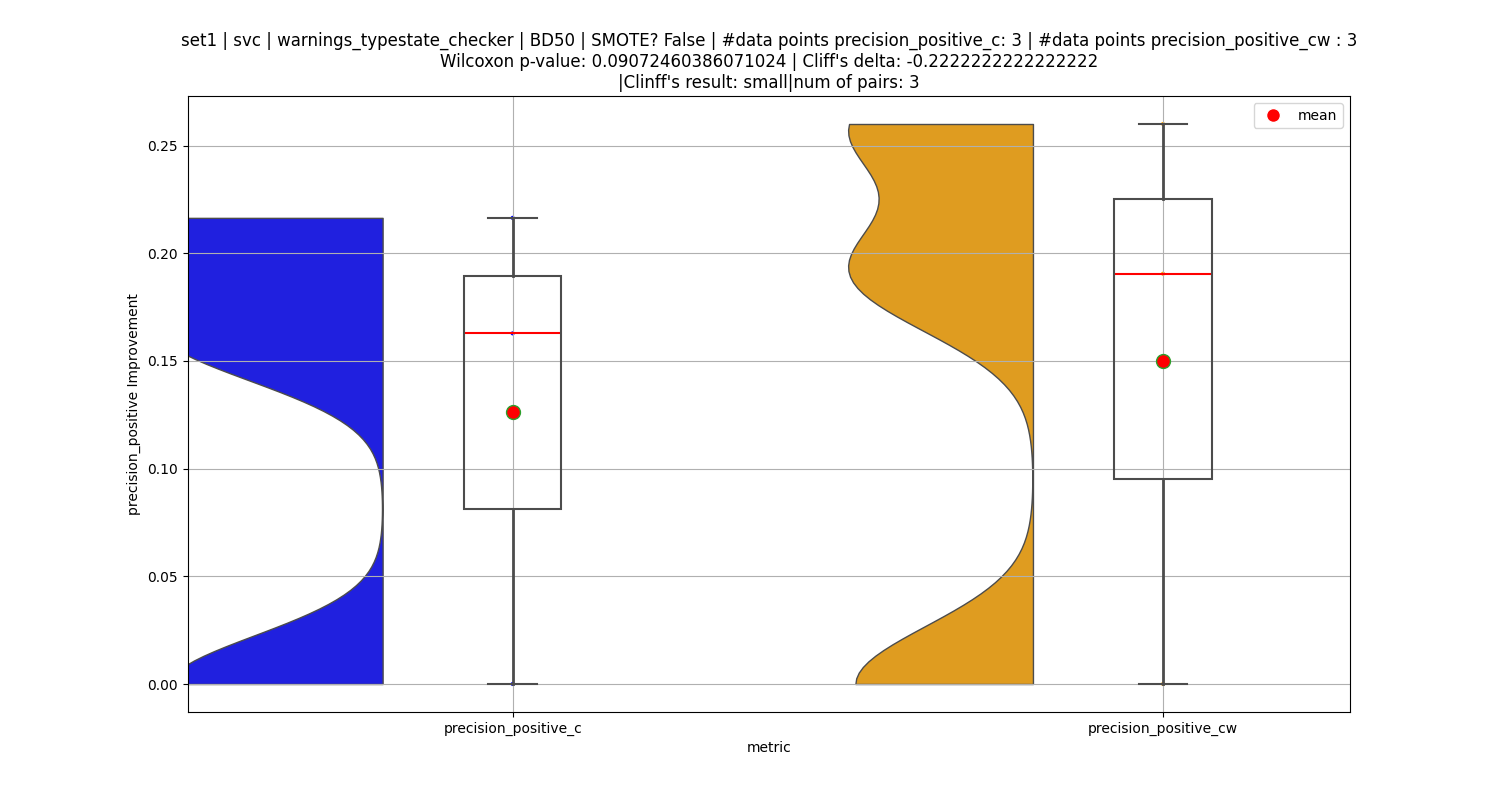 set1 | svc | warnings_typestate_checker | BD50 | SMOTE? False | #data points precision_positive_c: 3 | #data points precision_positive_cw : 3
Wilcoxon p-value: 0.09072460386071024 | Cliff's delta: -0.2222222222222222
|Clinff's result: small|num of pairs: 3
mean
0.25
0.20
0.15
0.10
0.05
0.00
precision_positive Improvement
precision_positive_c
precision_positive_cw
metric